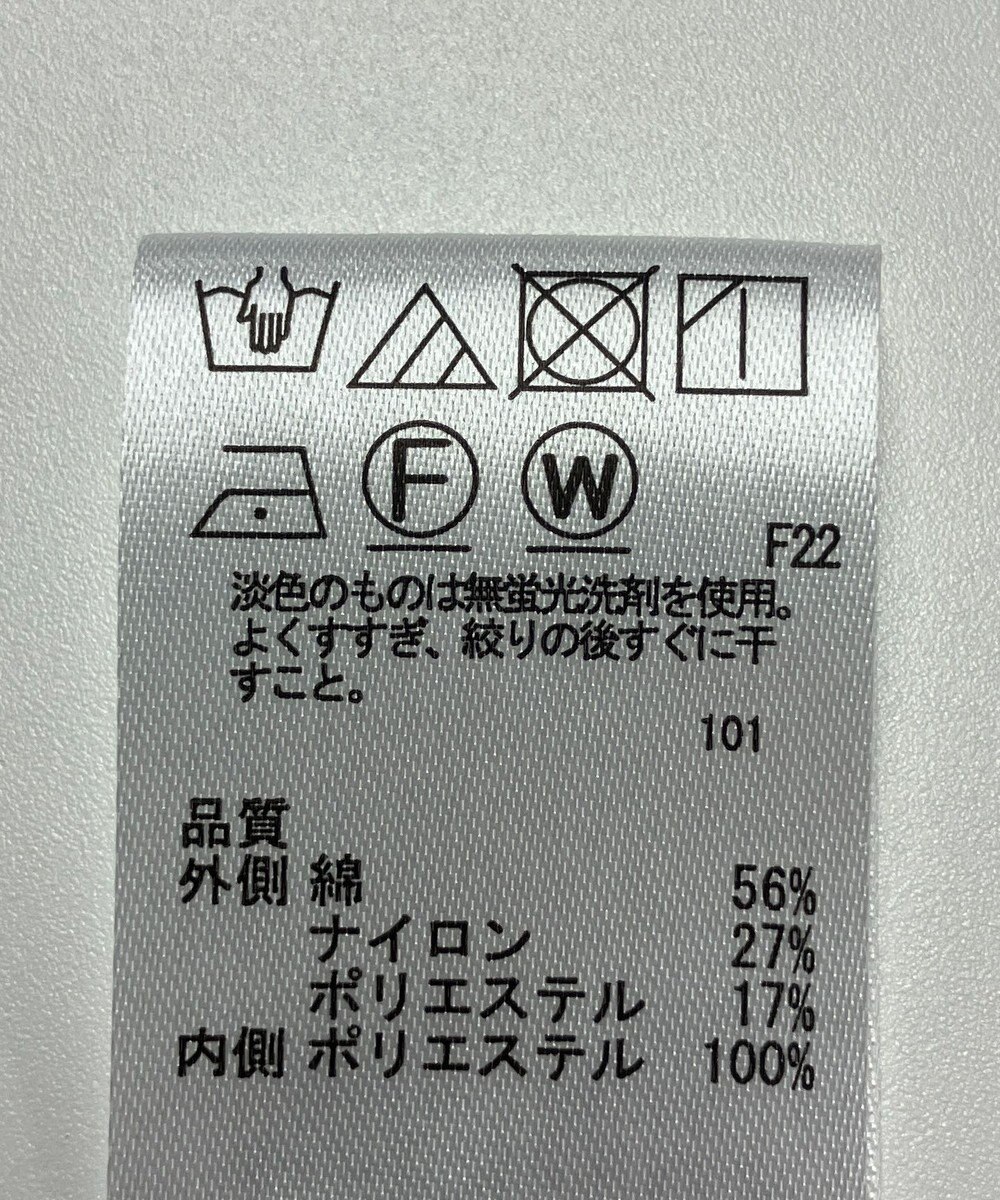 F W
F22
淡色のものは無蛍光洗剤を使用。
よくすすぎ、絞りの後すぐに干
すこと。
101
品質
外側 綿 56%
ナイロン 27%
ポリエステル 17%
内側 ポリエステル 100%